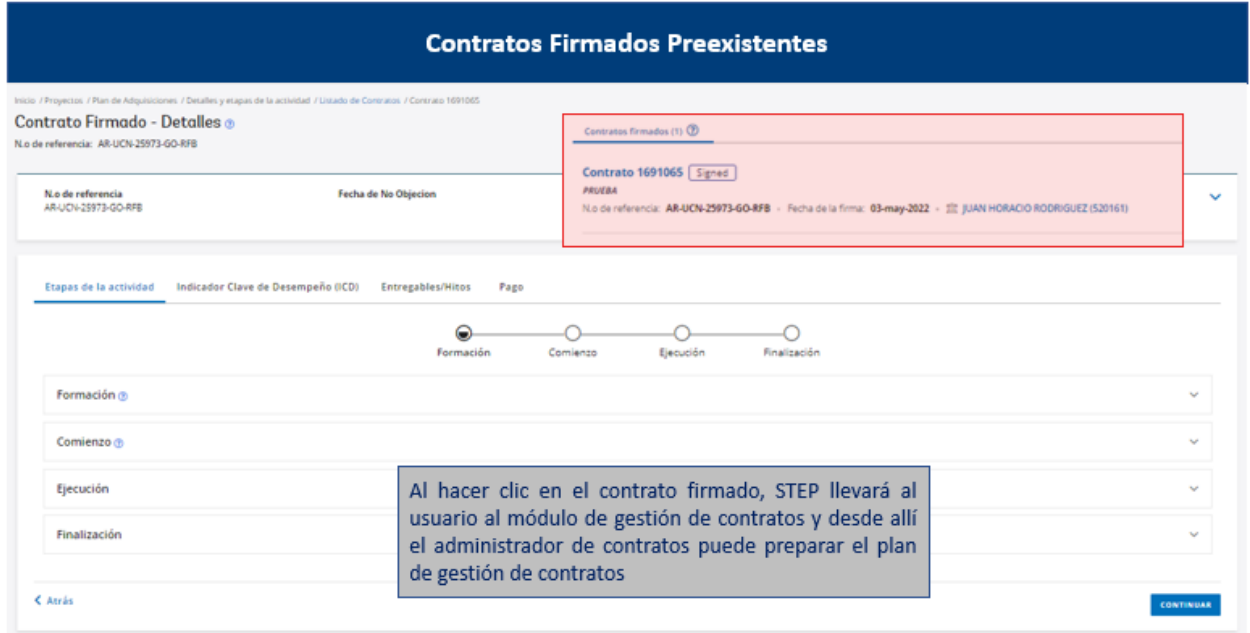 Contratos Firmados Preexistentes
Inicio / Proyectos / Plan de Adquisiciones / Detalles y etapas de la actividad / Listado de Contratos / Contrato 1691065
Contrato Firmado - Detalles
N.o de referencia: AR-UCN-25973-GO-RFB
Contratos firmados (1)
Contrato 1691065 Signed
PRUEBA
N.o de referencia: AR-UCN-25973-GO-RFB - Fecha de la firma: 03-may-2022 - JUAN HORACIO RODRIGUEZ (520161)
N.o de referencia
AR-UCN-25973-GO-RFB
Fecha de No Objecion
Etapas de la actividad Indicador Clave de Desempeño (ICD) Entregables/Hitos Pago
Formación Comienzo Ejecución Finalización
Formación
Comienzo
Ejecución
Finalización
Al hacer clic en el contrato firmado, STEP llevará al
usuario al módulo de gestión de contratos y desde allí
el administrador de contratos puede preparar el plan
de gestión de contratos
Atrás
CONTINUAR